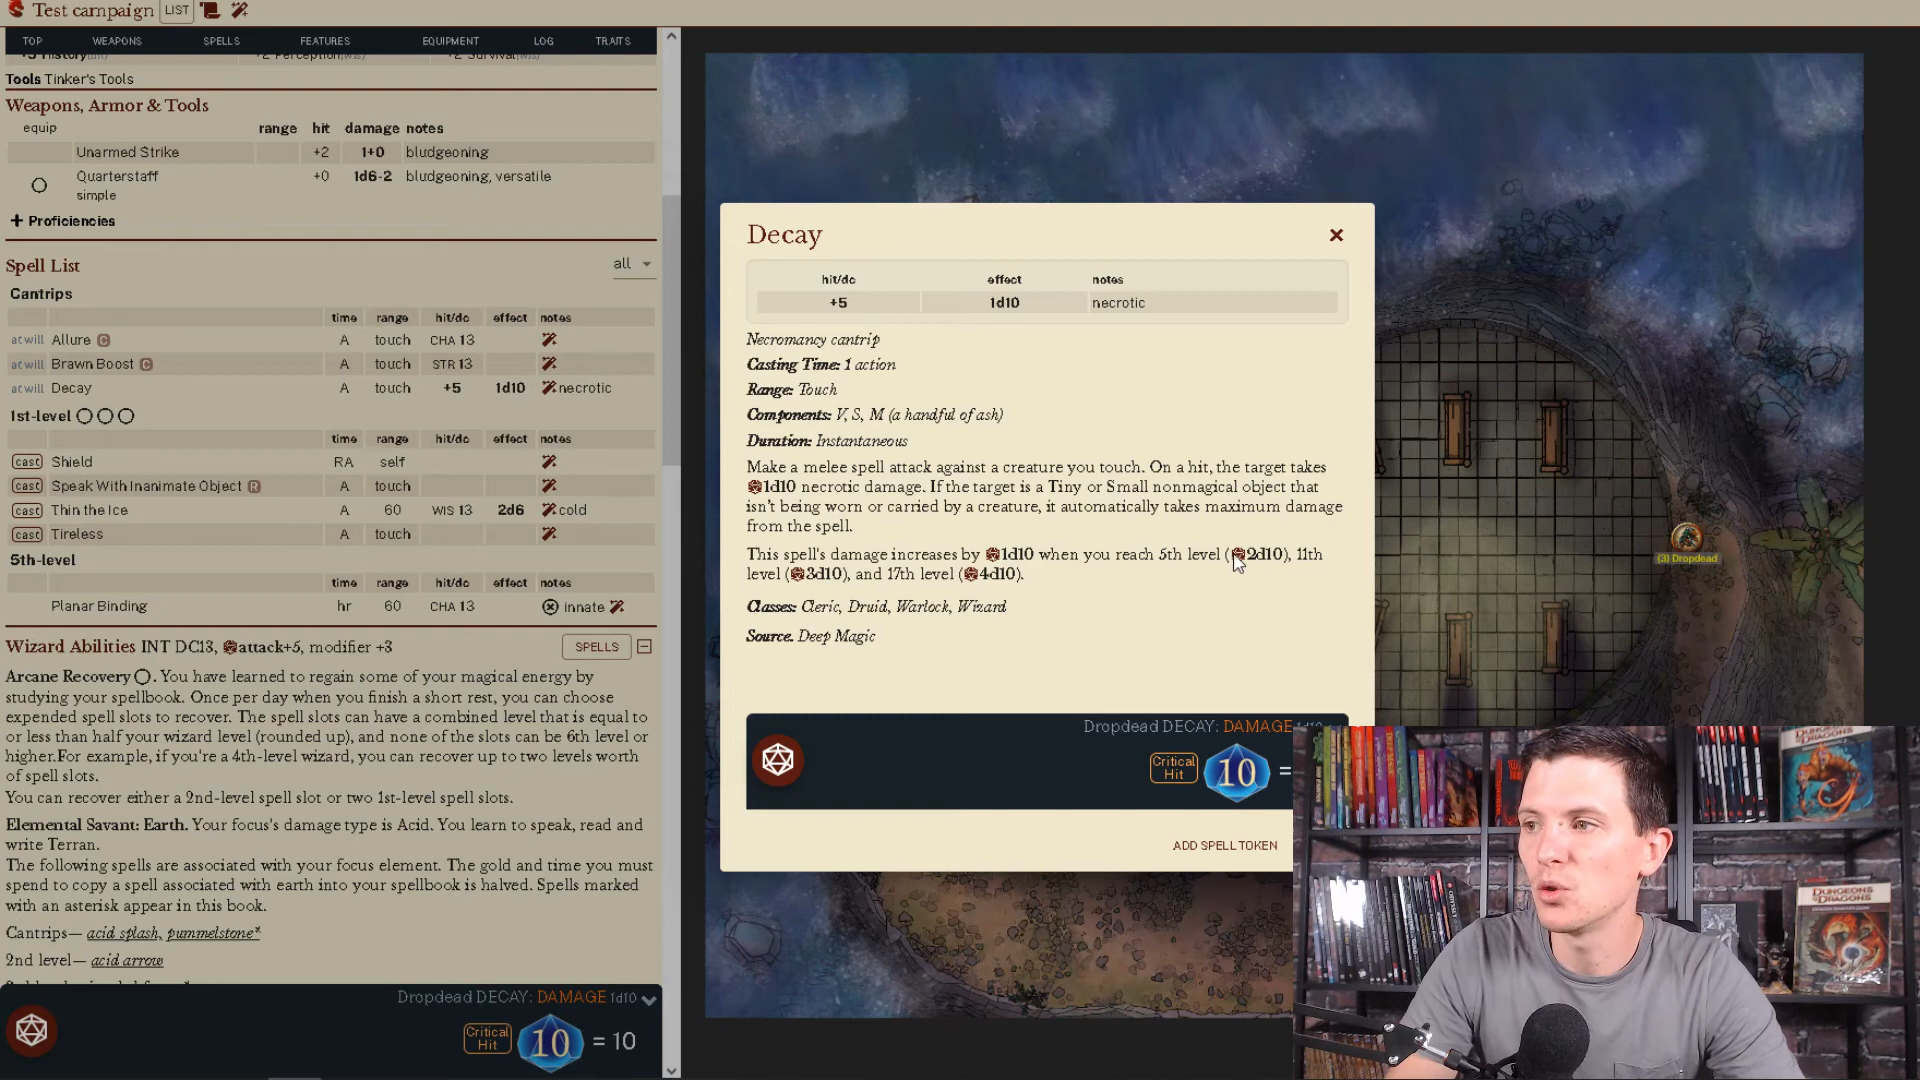 Test campaign LIST
TOP WEAPONS SPELLS FEATURES EQUIPMENT LOG TRAITS
+2 Perception(wis) +2 Survival(wis)
Tools Tinker's Tools
Weapons, Armor & Tools
equip range hit damage notes
Unarmed Strike +2 1+0 bludgeoning
Quarterstaff +0 1d6-2 bludgeoning, versatile
simple
+ Proficiencies
Spell List all
Cantrips
time range hit/dc effect notes
at will Allure C A touch CHA 13
at will Brawn Boost C A touch STR 13
at will Decay A touch +5 1d10 necrotic
1st-level
time range hit/dc effect notes
cast Shield RA self
cast Speak With Inanimate Object R A touch
cast Thin the Ice A 60 WIS 13 2d6 cold
cast Tireless A touch
5th-level
Planar Binding hr 60 CHA 13 innate
Wizard Abilities INT DC13, attack+5, modifier +3 SPELLS
Arcane Recovery . You have learned to regain some of your magical energy by
studying your spellbook. Once per day when you finish a short rest, you can choose
expended spell slots to recover. The spell slots can have a combined level that is equal to
or less than half your wizard level (rounded up), and none of the slots can be 6th level or
higher.For example, if you're a 4th-level wizard, you can recover up to two levels worth
of spell slots.
You can recover either a 2nd-level spell slot or two 1st-level spell slots.
Elemental Savant: Earth. Your focus's damage type is Acid. You learn to speak, read and
write Terran.
The following spells are associated with your focus element. The gold and time you must
spend to copy a spell associated with earth into your spellbook is halved. Spells marked
with an asterisk appear in this book.
Cantrips— acid splash, pummelstone*
2nd level— acid arrow
Dropdead DECAY: DAMAGE 1d10
Critical
Hit
10 = 10
Decay
hit/dc effect notes
+5 1d10 necrotic
Necromancy cantrip
Casting Time: 1 action
Range: Touch
Components: V, S, M (a handful of ash)
Duration: Instantaneous
Make a melee spell attack against a creature you touch. On a hit, the target takes
1d10 necrotic damage. If the target is a Tiny or Small nonmagical object that
isn't being worn or carried by a creature, it automatically takes maximum damage
from the spell.
This spell's damage increases by 1d10 when you reach 5th level (2d10), 11th
level (3d10), and 17th level (4d10).
Classes: Cleric, Druid, Warlock, Wizard
Source. Deep Magic
Dropdead DECAY: DAMAGE
Critical
Hit
10 =
ADD SPELL TOKEN
(3) Dropdead
DUNGEONS
DRAGONS
DUNGEONS
DRAGONS